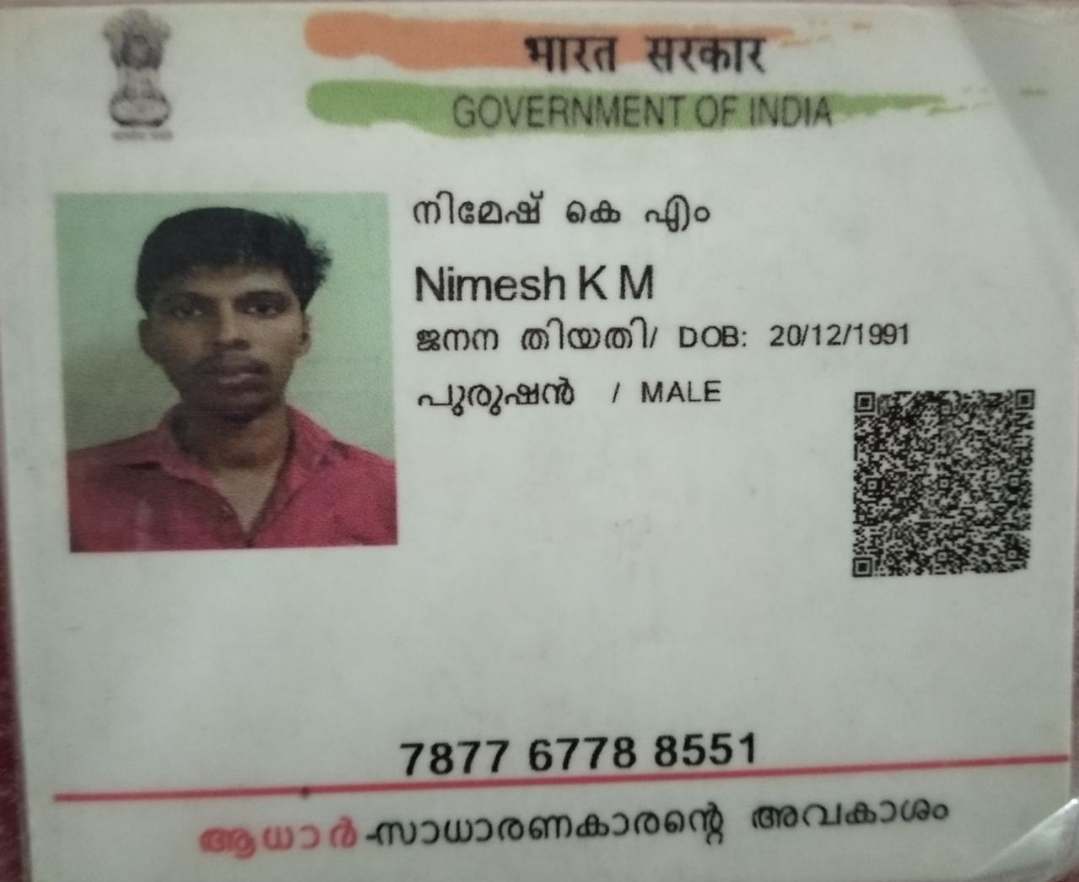 भारत सरकार
GOVERNMENT OF INDIA
നിമേഷ് കെ എം
Nimesh K M
ജനന തിയതി/ DOB: 20/12/1991
പുരുഷൻ / MALE
7877 6778 8551
ആധാർ-സാധാരണകാരന്റെ അവകാശം